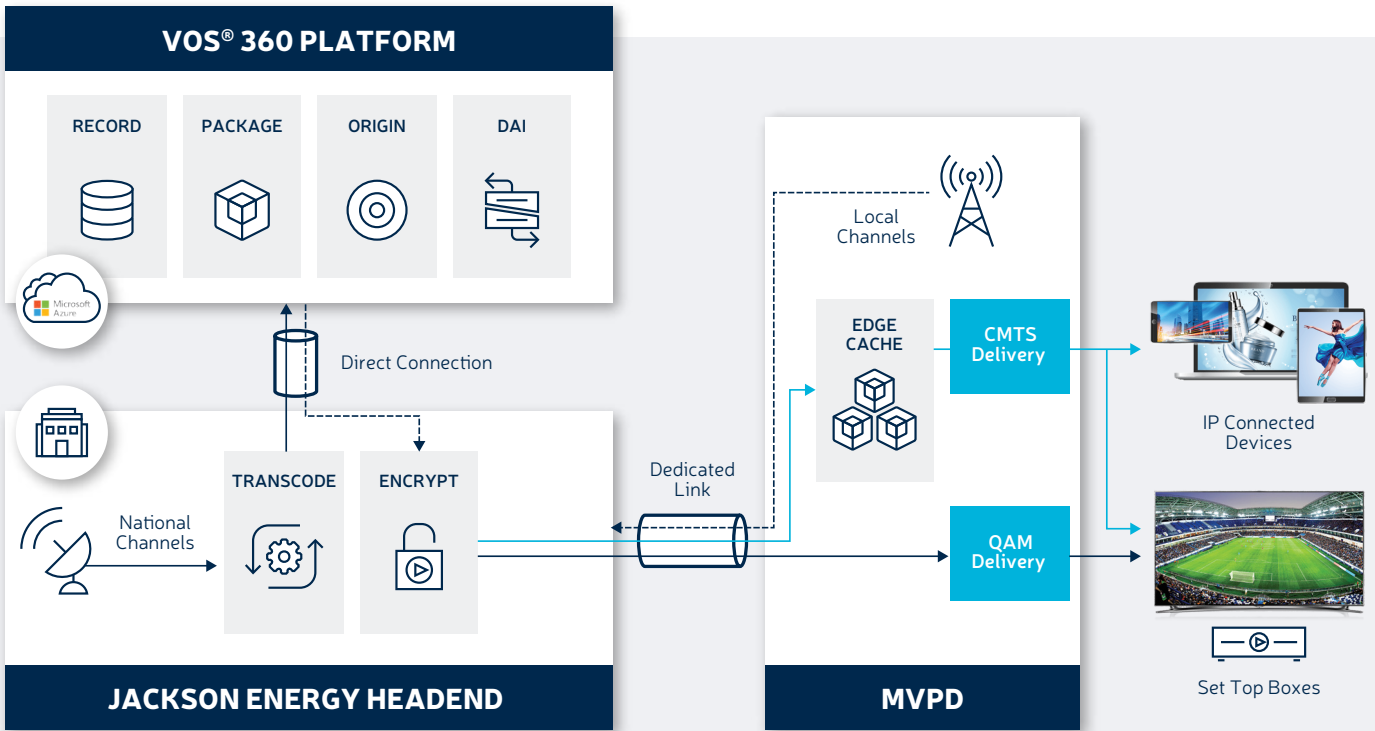 VOS® 360 PLATFORM
RECORD
PACKAGE
ORIGIN
DAI
Microsoft
Azure
Direct Connection
Local
Channels
EDGE
CACHE
CMTS
Delivery
IP Connected
Devices
TRANSCODE
ENCRYPT
National
Channels
Dedicated
Link
QAM
Delivery
Set Top Boxes
JACKSON ENERGY HEADEND
MVPD